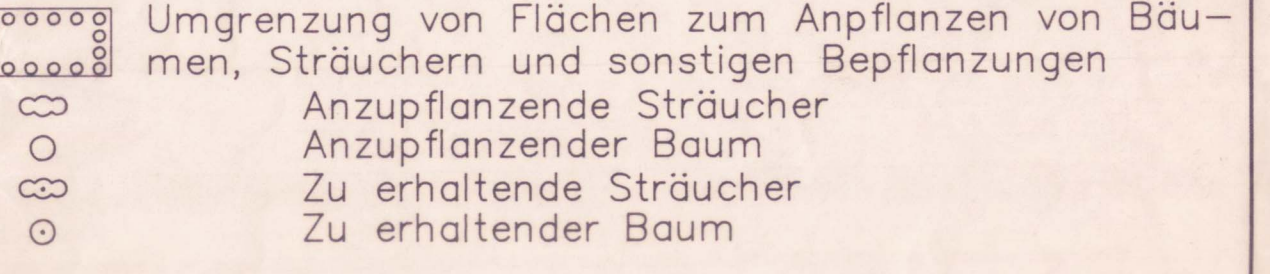 Umgrenzung von Flächen zum Anpflanzen von Bäu-
men, Sträuchern und sonstigen Bepflanzungen
Anzupflanzende Sträucher
Anzupflanzender Baum
Zu erhaltende Sträucher
Zu erhaltender Baum